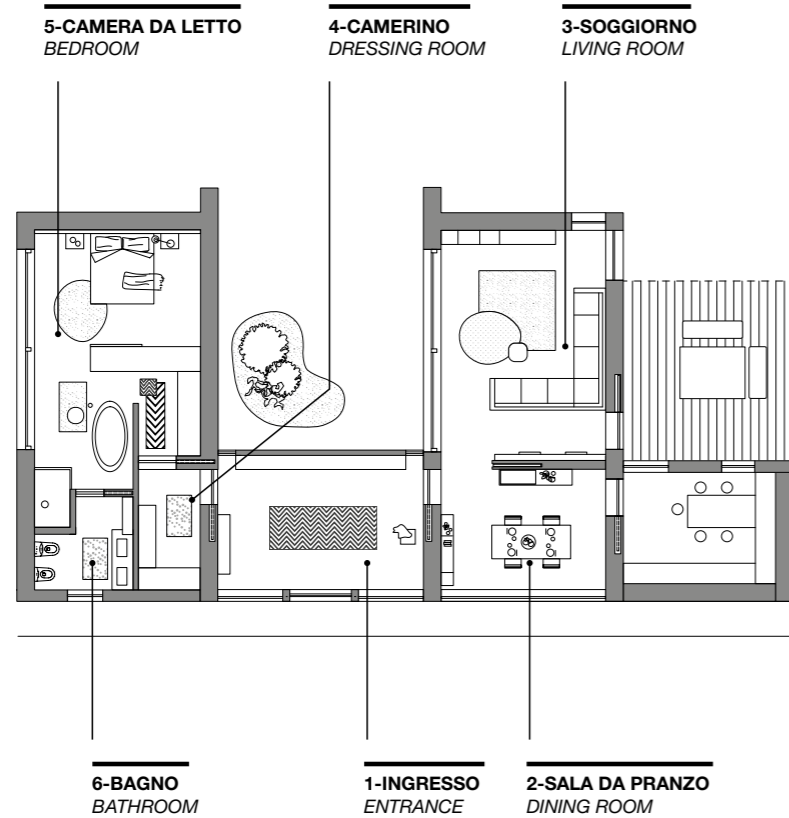 5-CAMERA DA LETTO
BEDROOM
4-CAMERINO
DRESSING ROOM
3-SOGGIORNO
LIVING ROOM
6-BAGNO
BATHROOM
1-INGRESSO
ENTRANCE
2-SALA DA PRANZO
DINING ROOM